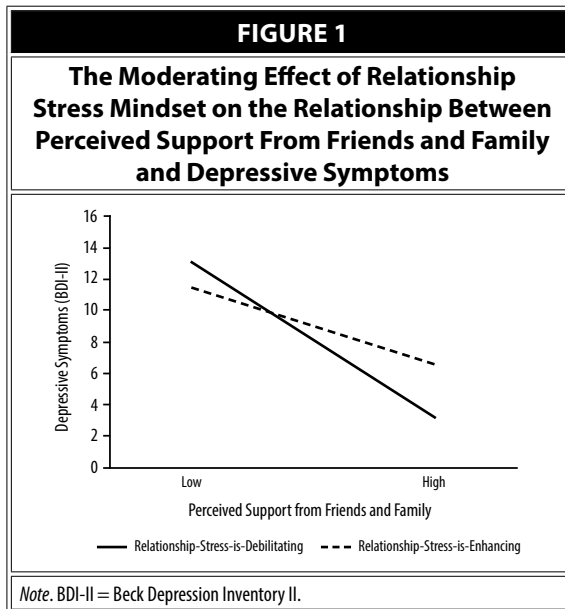 FIGURE 1
The Moderating Effect of Relationship
Stress Mindset on the Relationship Between
Perceived Support From Friends and Family
and Depressive Symptoms
16
14
12
10
8
6
4
2
0
Depressive Symptoms (BDI-II)
Low
High
Perceived Support from Friends and Family
Relationship-Stress-is-Debilitating
Relationship-Stress-is-Enhancing
Note. BDI-II = Beck Depression Inventory II.